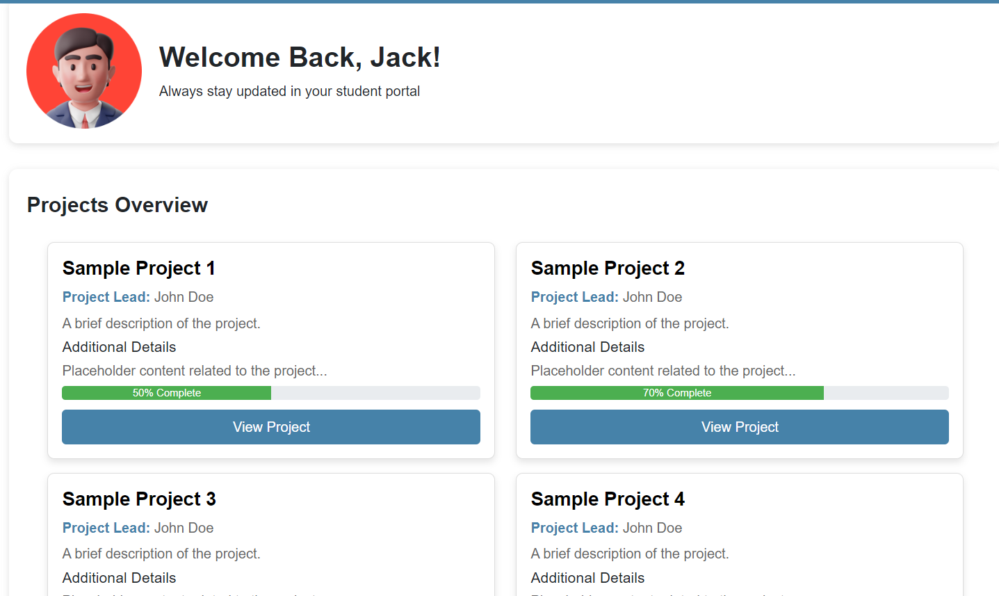 Welcome Back, Jack!
Always stay updated in your student portal
Projects Overview
Sample Project 1
Project Lead: John Doe
A brief description of the project.
Additional Details
Placeholder content related to the project...
50% Complete
View Project
Sample Project 2
Project Lead: John Doe
A brief description of the project.
Additional Details
Placeholder content related to the project...
70% Complete
View Project
Sample Project 3
Project Lead: John Doe
A brief description of the project.
Additional Details
Sample Project 4
Project Lead: John Doe
A brief description of the project.
Additional Details